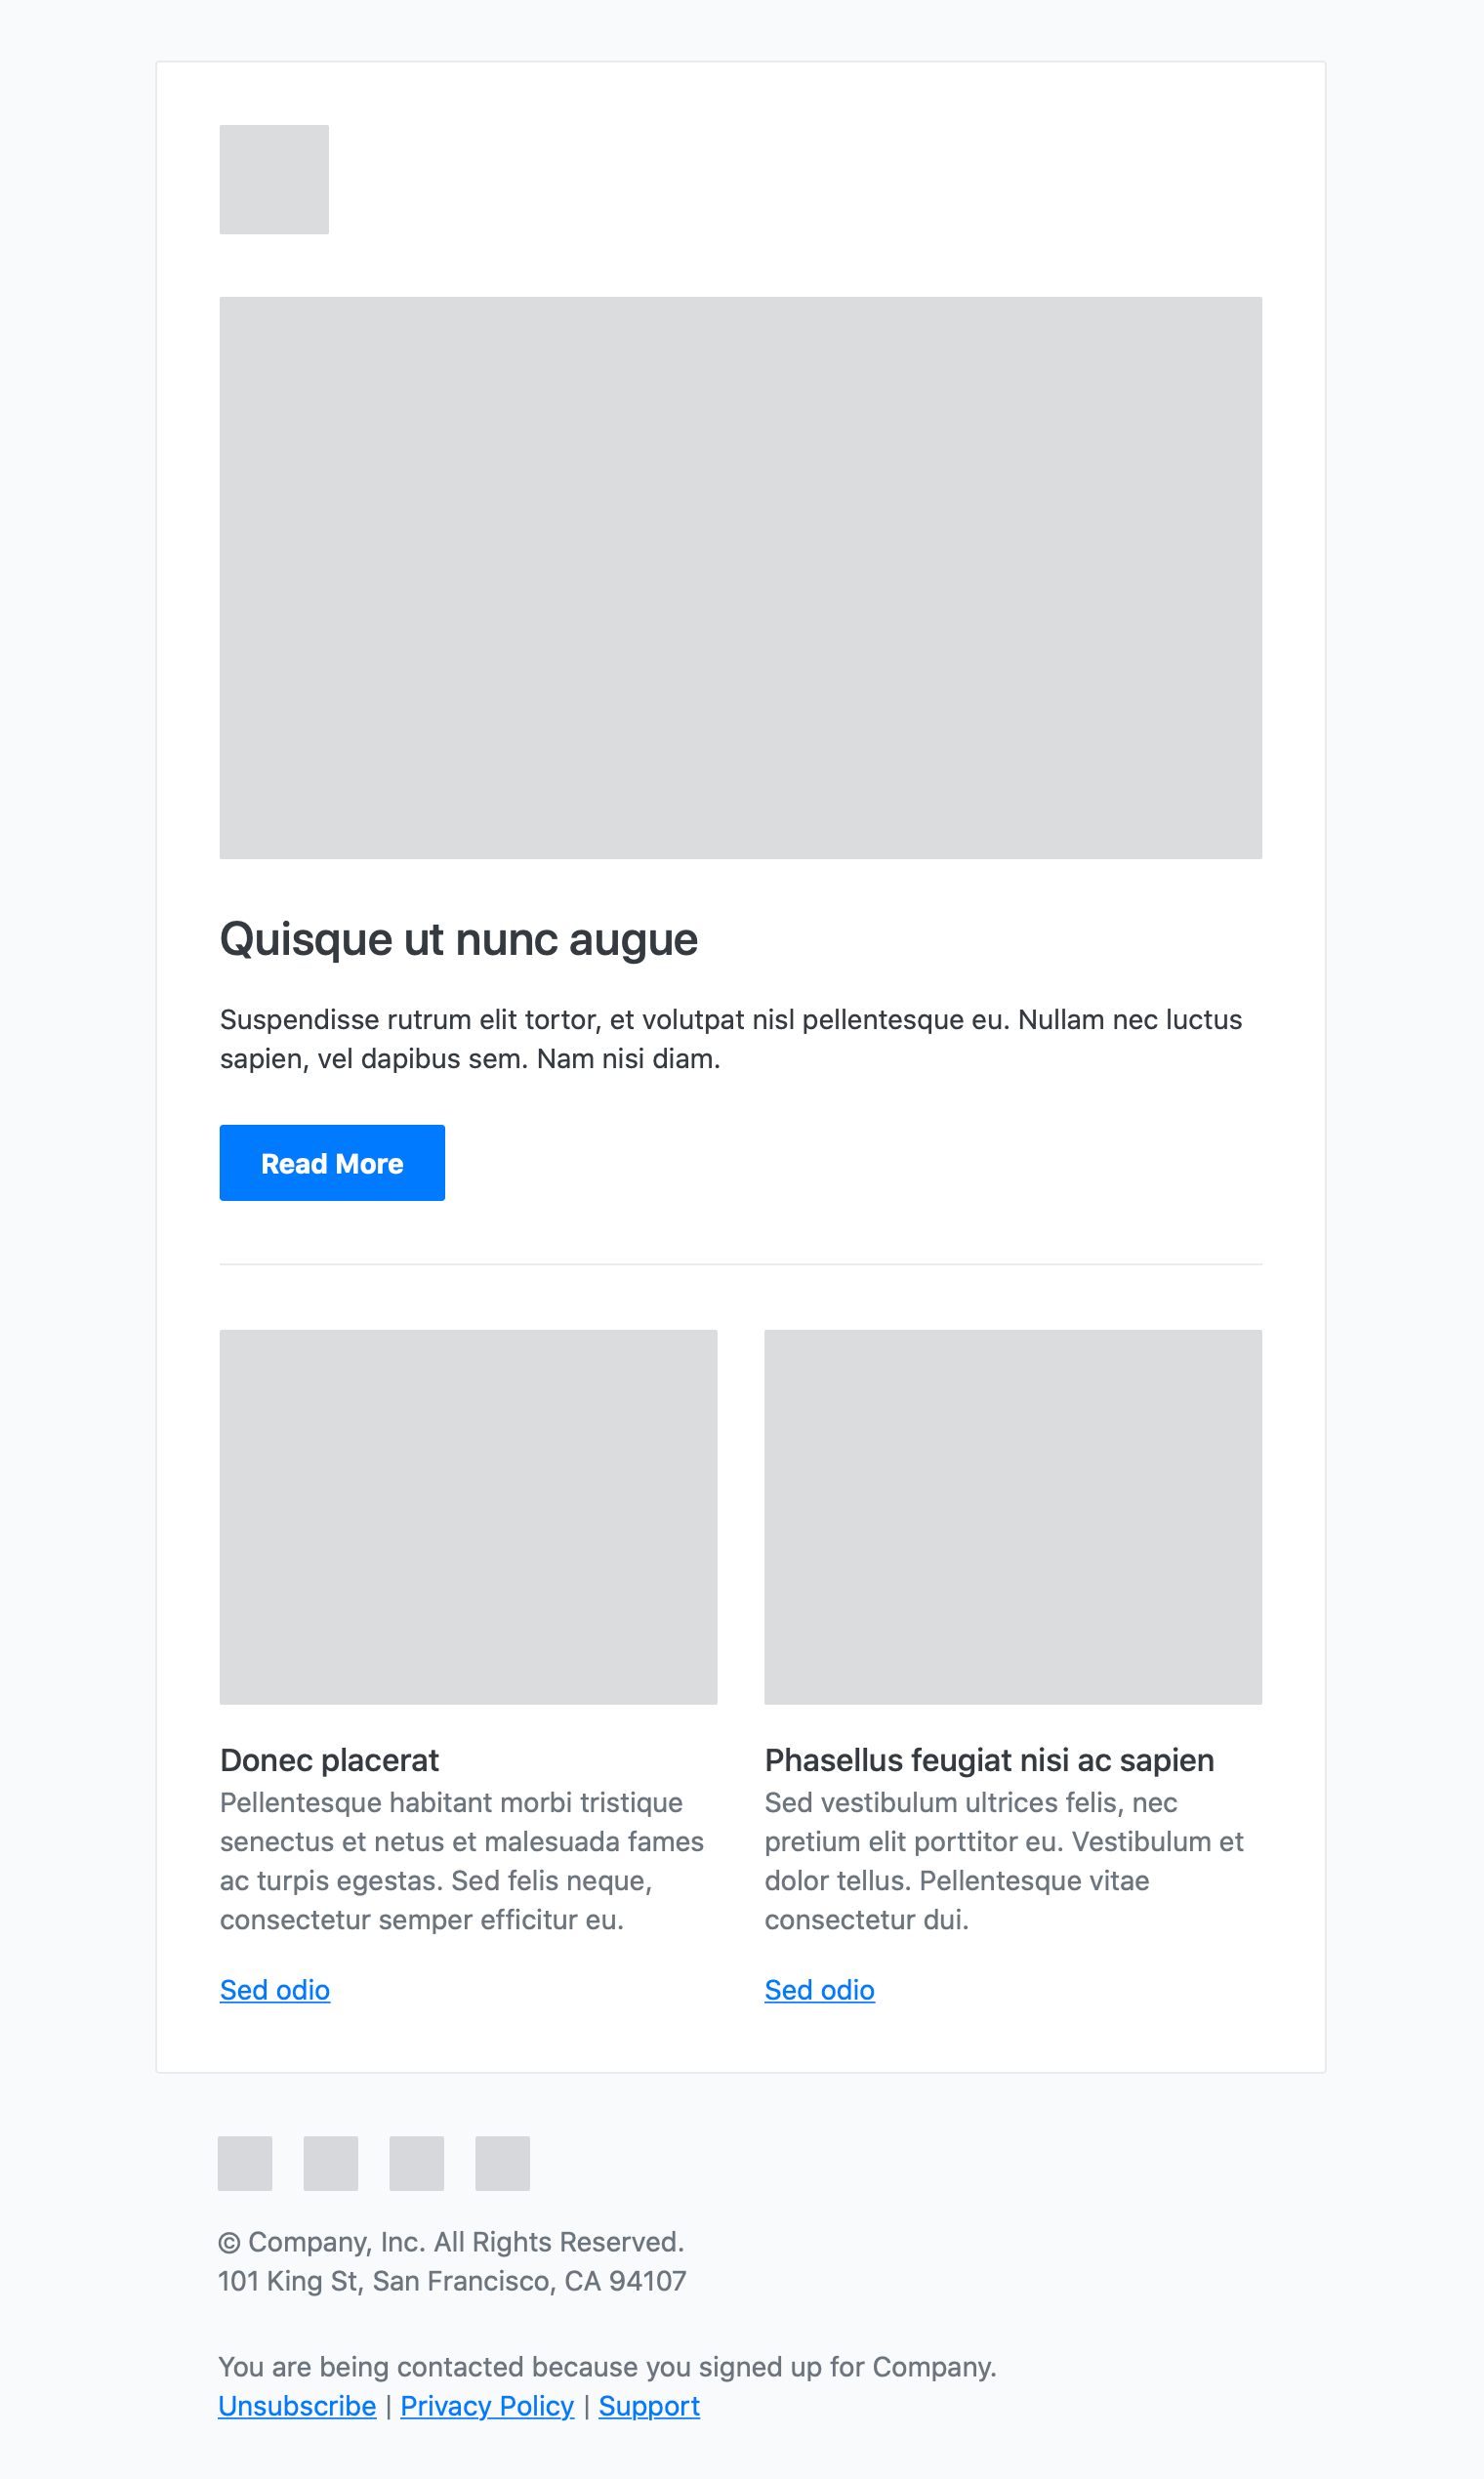 Quisque ut nunc augue
Suspendisse rutrum elit tortor, et volutpat nisl pellentesque eu. Nullam nec luctus
sapien, vel dapibus sem. Nam nisi diam.
Read More
Donec placerat
Pellentesque habitant morbi tristique
senectus et netus et malesuada fames
ac turpis egestas. Sed felis neque,
consectetur semper efficitur eu.
Sed odio
Phasellus feugiat nisi ac sapien
Sed vestibulum ultrices felis, nec
pretium elit porttitor eu. Vestibulum et
dolor tellus. Pellentesque vitae
consectetur dui.
Sed odio
© Company, Inc. All Rights Reserved.
101 King St, San Francisco, CA 94107
You are being contacted because you signed up for Company.
Unsubscribe | Privacy Policy | Support